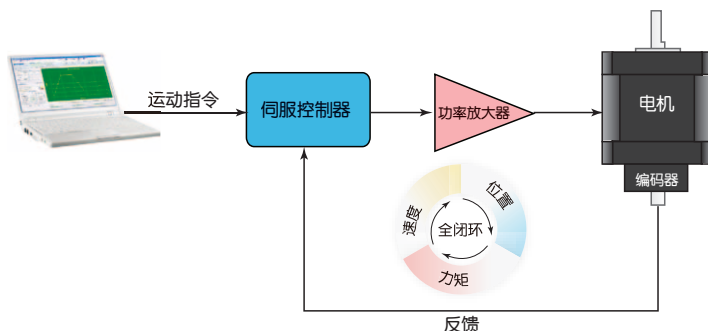 运动指令
伺服控制器
功率放大器
电机
编码器
位置
速度
全闭环
力矩
反馈